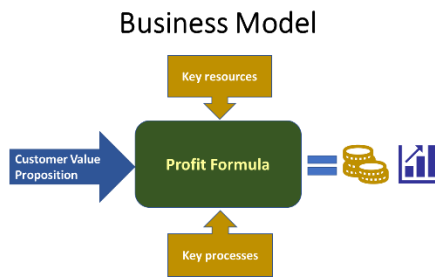 Business Model
Key resources
Customer Value
Proposition
Profit Formula
Key processes